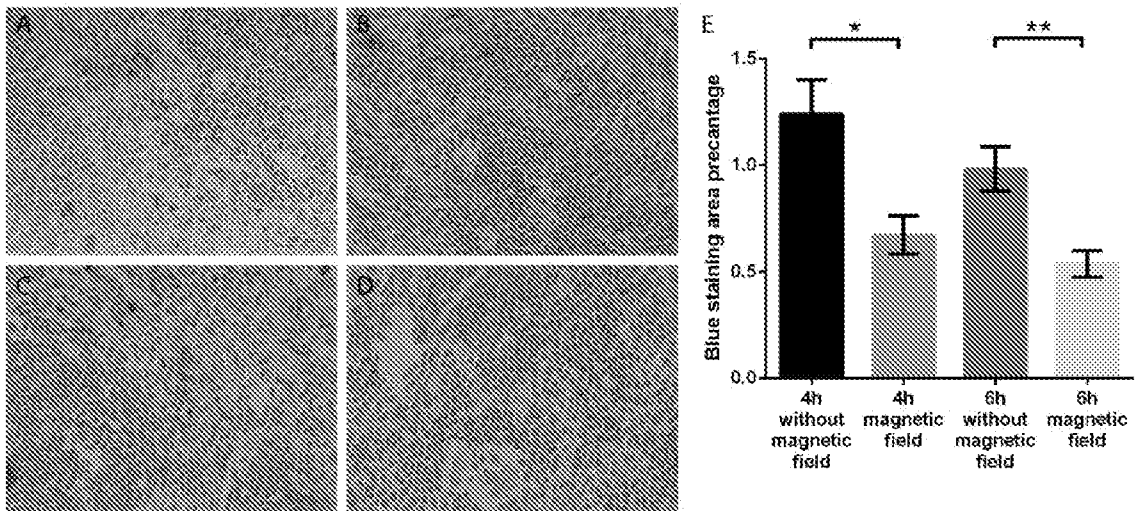 A
B
C
D
E
*
**
Blue staining area precantage
1.5
1.0
0.5
0.0
4h
without
magnetic
field
4h
magnetic
field
6h
without
magnetic
field
6h
magnetic
field